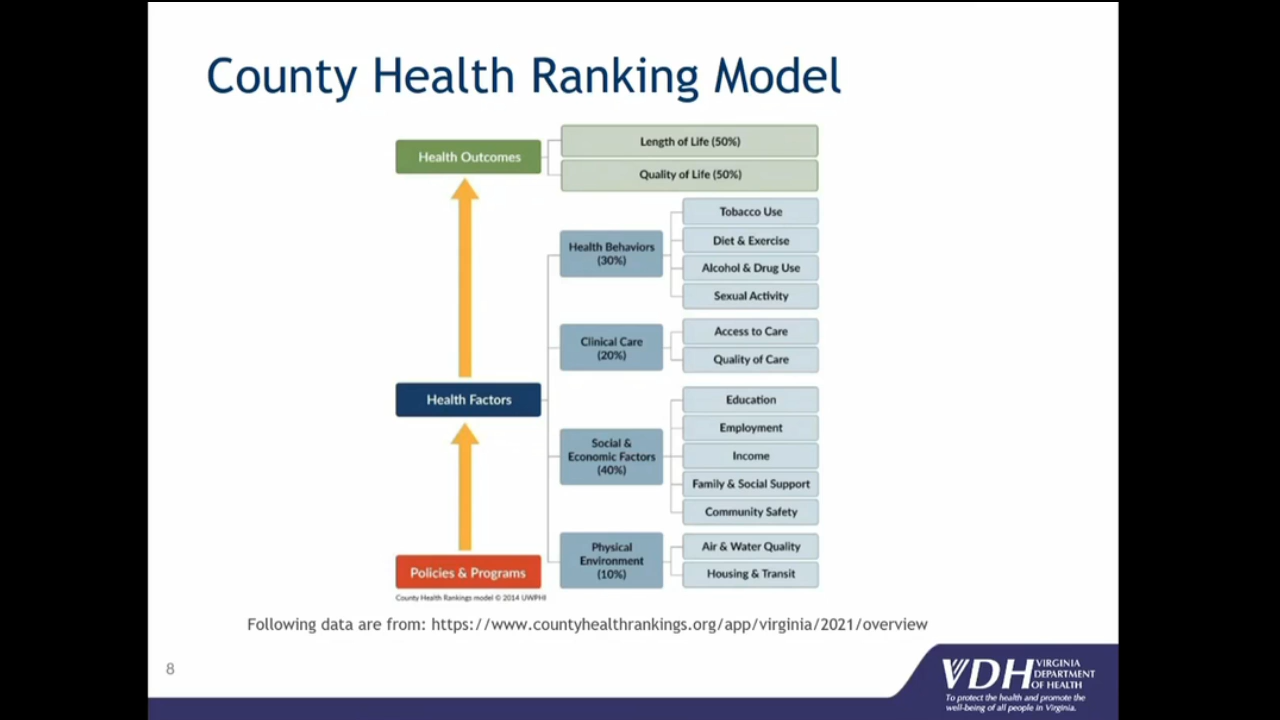 County Health Ranking Model
Health Outcomes
Length of Life (50%)
Quality of Life (50%)
Health Behaviors
(30%)
Tobacco Use
Diet & Exercise
Alcohol & Drug Use
Sexual Activity
Clinical Care
(20%)
Access to Care
Quality of Care
Health Factors
Social &
Economic Factors
(40%)
Education
Employment
Income
Family & Social Support
Community Safety
Physical
Environment
(10%)
Air & Water Quality
Housing & Transit
Policies & Programs
County Health Rankings model © 2014 UWPHI
Following data are from: https://www.countyhealthrankings.org/app/virginia/2021/overview
8
VDH VIRGINIA
DEPARTMENT
OF HEALTH
To protect the health and promote the
well-being of all people in Virginia.